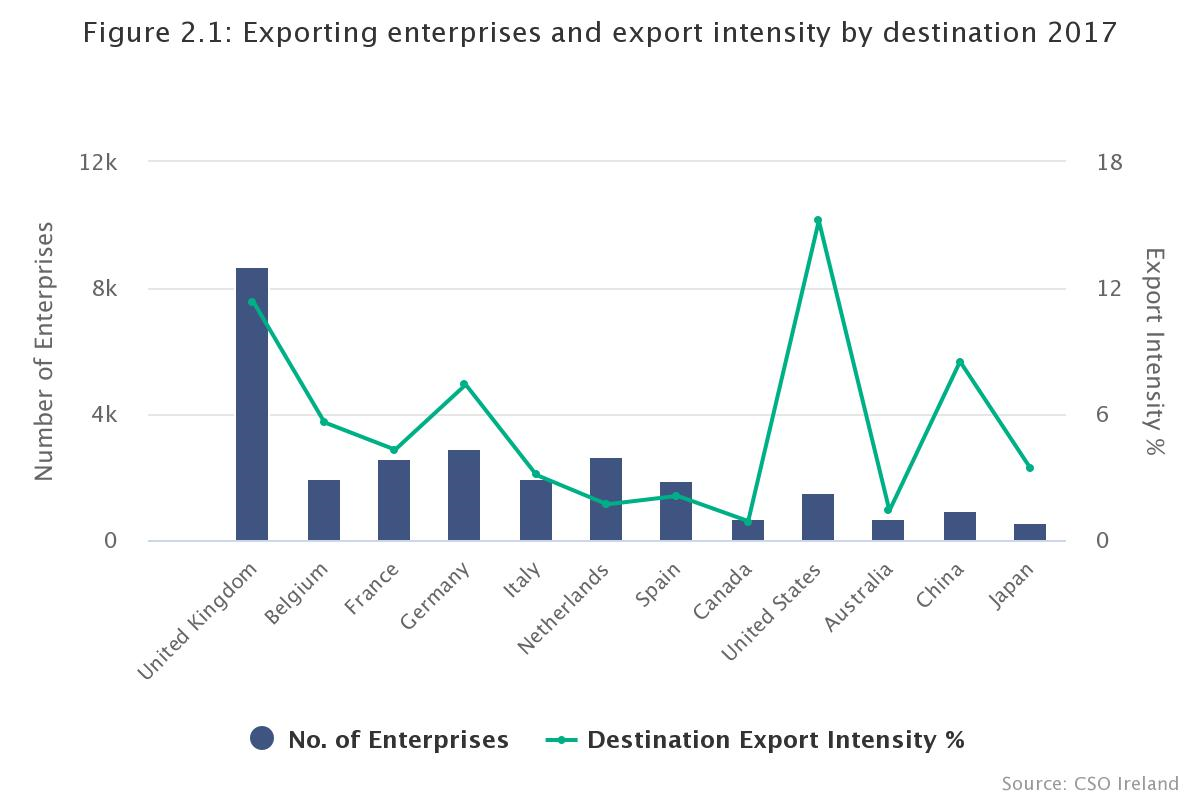 Figure 2.1: Exporting enterprises and export intensity by destination 2017
12k
8k
4k
0
Number of Enterprises
18
12
6
0
Export Intensity %
United Kingdom
Belgium
France
Germany
Italy
Netherlands
Spain
Canada
United States
Australia
China
Japan
No. of Enterprises
Destination Export Intensity %
Source: CSO Ireland